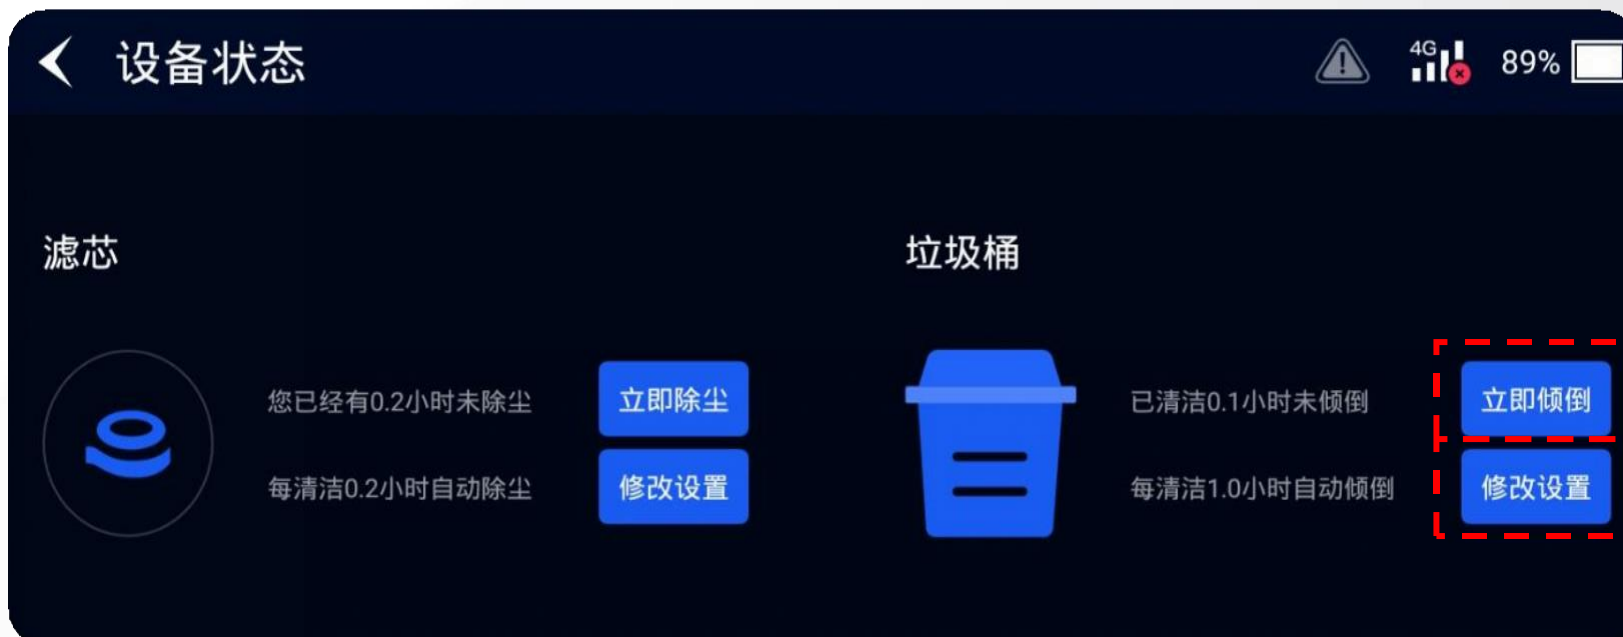 设备状态
4G
89%
滤芯
垃圾桶
您已经有0.2小时未除尘
立即除尘
已清洁0.1小时未倾倒
立即倾倒
每清洁0.2小时自动除尘
修改设置
每清洁1.0小时自动倾倒
修改设置